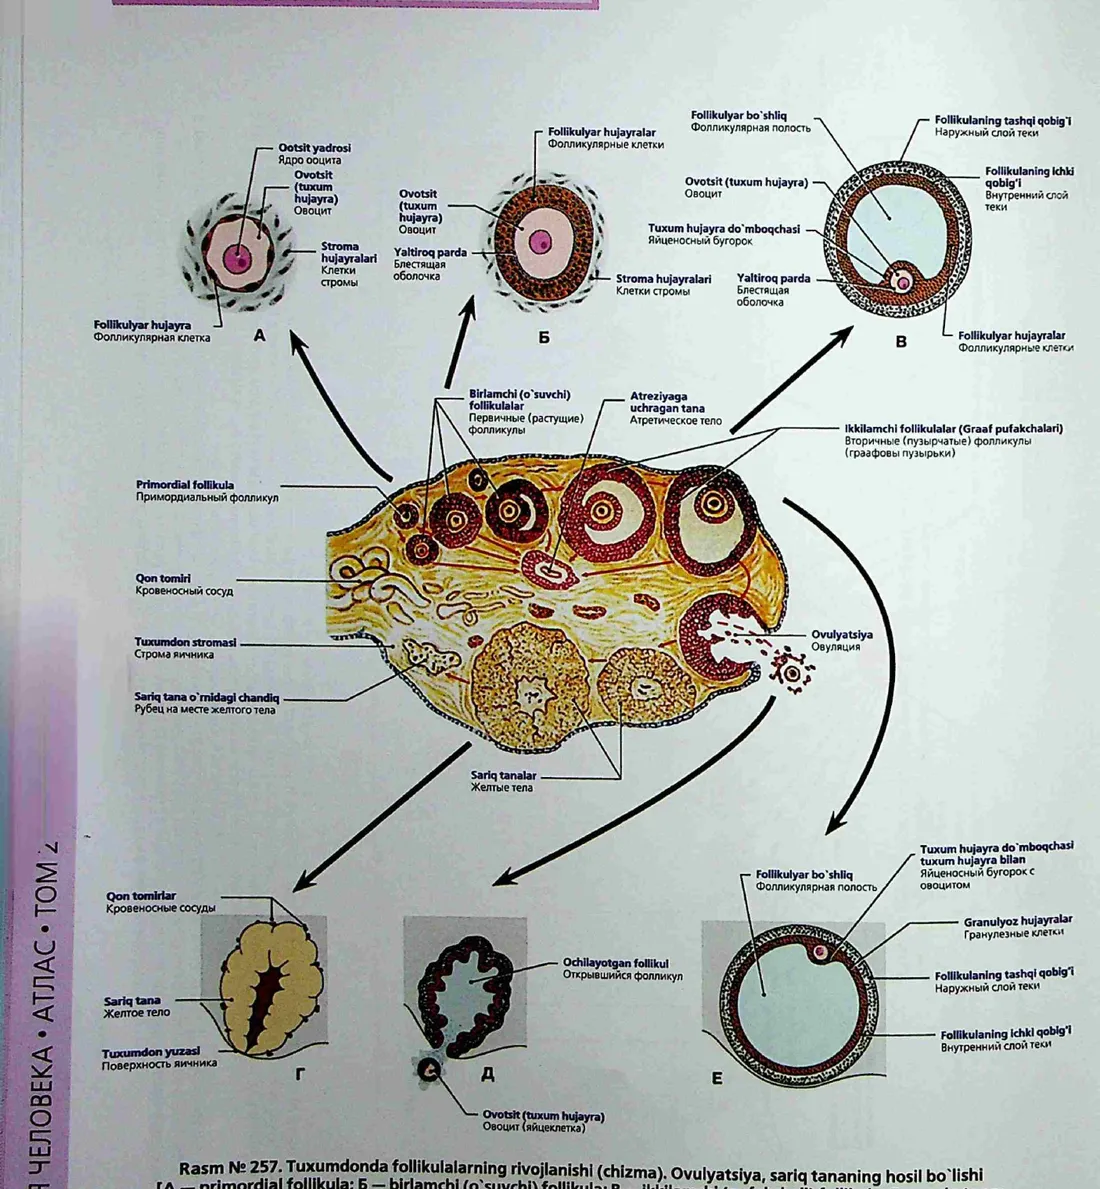 Follikulyar bo`shliq
Фолликулярная полость
Follikulaning tashqi qobig`i
Наружный слой теки
Follikulyar hujayralar
Фолликулярные клетки
Ootsit yadrosi
Ядро ооцита
Ovotsit
(tuxum
hujayra)
Овоцит
Follikulaning ichki
qobig`i
Внутренний слой
теки
Ovotsit (tuxum hujayra)
Овоцит
Ovotsit
(tuxum
hujayra)
Овоцит
Tuxum hujayra do`mboqchasi
Яйценосный бугорок
Stroma
hujayralari
Клетки
стромы
Yaltiroq parda
Блестящая
оболочка
Stroma hujayralari
Клетки стромы
Yaltiroq parda
Блестящая
оболочка
Follikulyar hujayra
Фолликулярная клетка
А
Б
В
Follikulyar hujayralar
Фолликулярные клетки
Birlamchi (o`suvchi)
follikulalar
Первичные (растущие)
фолликулы
Atreziyaga
uchragan tana
Атретическое тело
Ikkilamchi follikulalar (Graaf pufakchalari)
Вторичные (пузырчатые) фолликулы
(граафовы пузырьки)
Primordial follikula
Примордиальный фолликул
Qon tomiri
Кровеносный сосуд
Ovulyatsiya
Овуляция
Tuxumdon stromasi
Строма яичника
Sariq tana o`rnidagi chandiq
Рубец на месте желтого тела
Sariq tanalar
Желтые тела
Tuxum hujayra do`mboqchasi
tuxum hujayra bilan
Яйценосный бугорок с
овоцитом
Follikulyar bo`shliq
Фолликулярная полость
Qon tomirlar
Кровеносные сосуды
Granulyoz hujayralar
Гранулезные клетки
Ochilayotgan follikul
Открывшийся фолликул
Follikulaning tashqi qobig`i
Наружный слой теки
Sariq tana
Желтое тело
Follikulaning ichki qobig`i
Внутренний слой теки
Tuxumdon yuzasi
Поверхность яичника
Г
Д
Е
Ovotsit (tuxum hujayra)
Овоцит (яйцеклетка)
Я ЧЕЛОВЕКА • АТЛАС • ТОМ 2
Rasm № 257. Tuxumdonda follikulalarning rivojlanishi (chizma). Ovulyatsiya, sariq tananing hosil bo`lishi
[А — primordial follikula; Б — birlamchi (o`suvchi) follikula; В